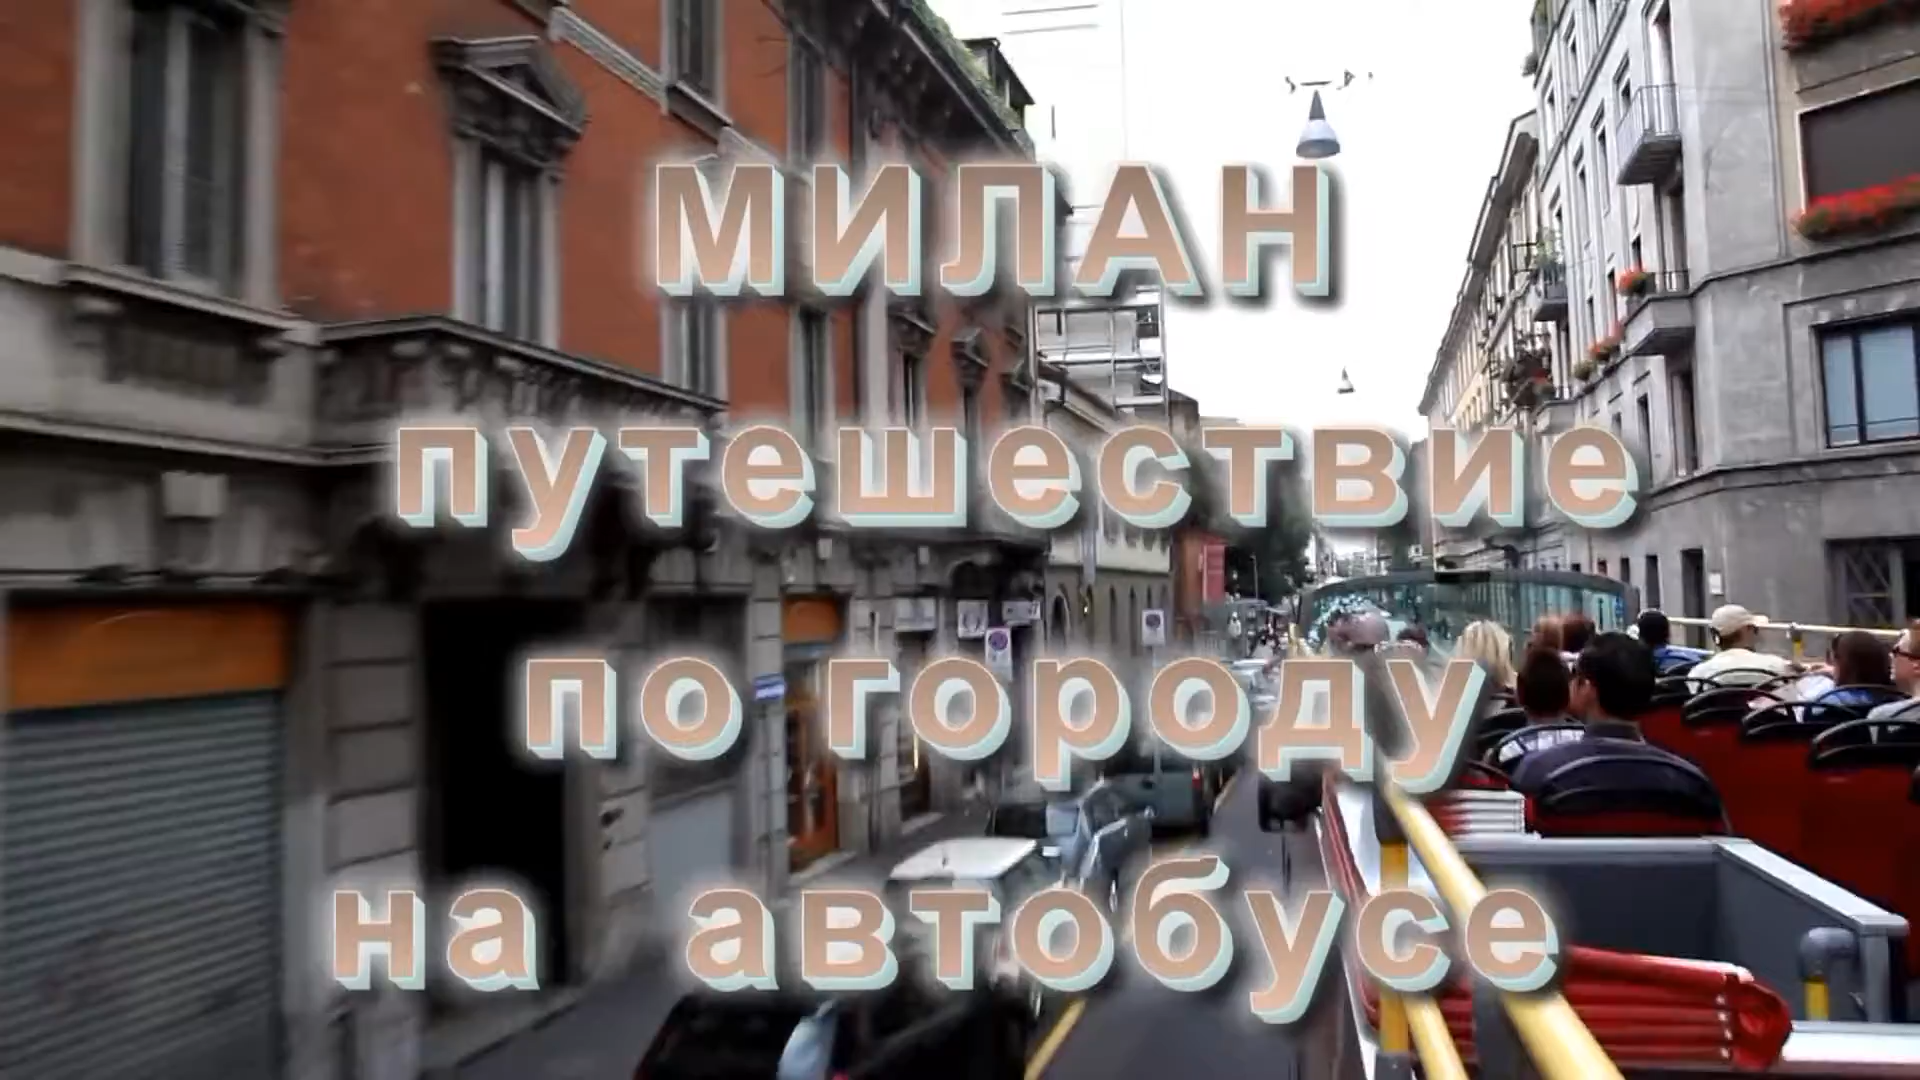 МИЛАН
путешествие
по городу
на автобусе